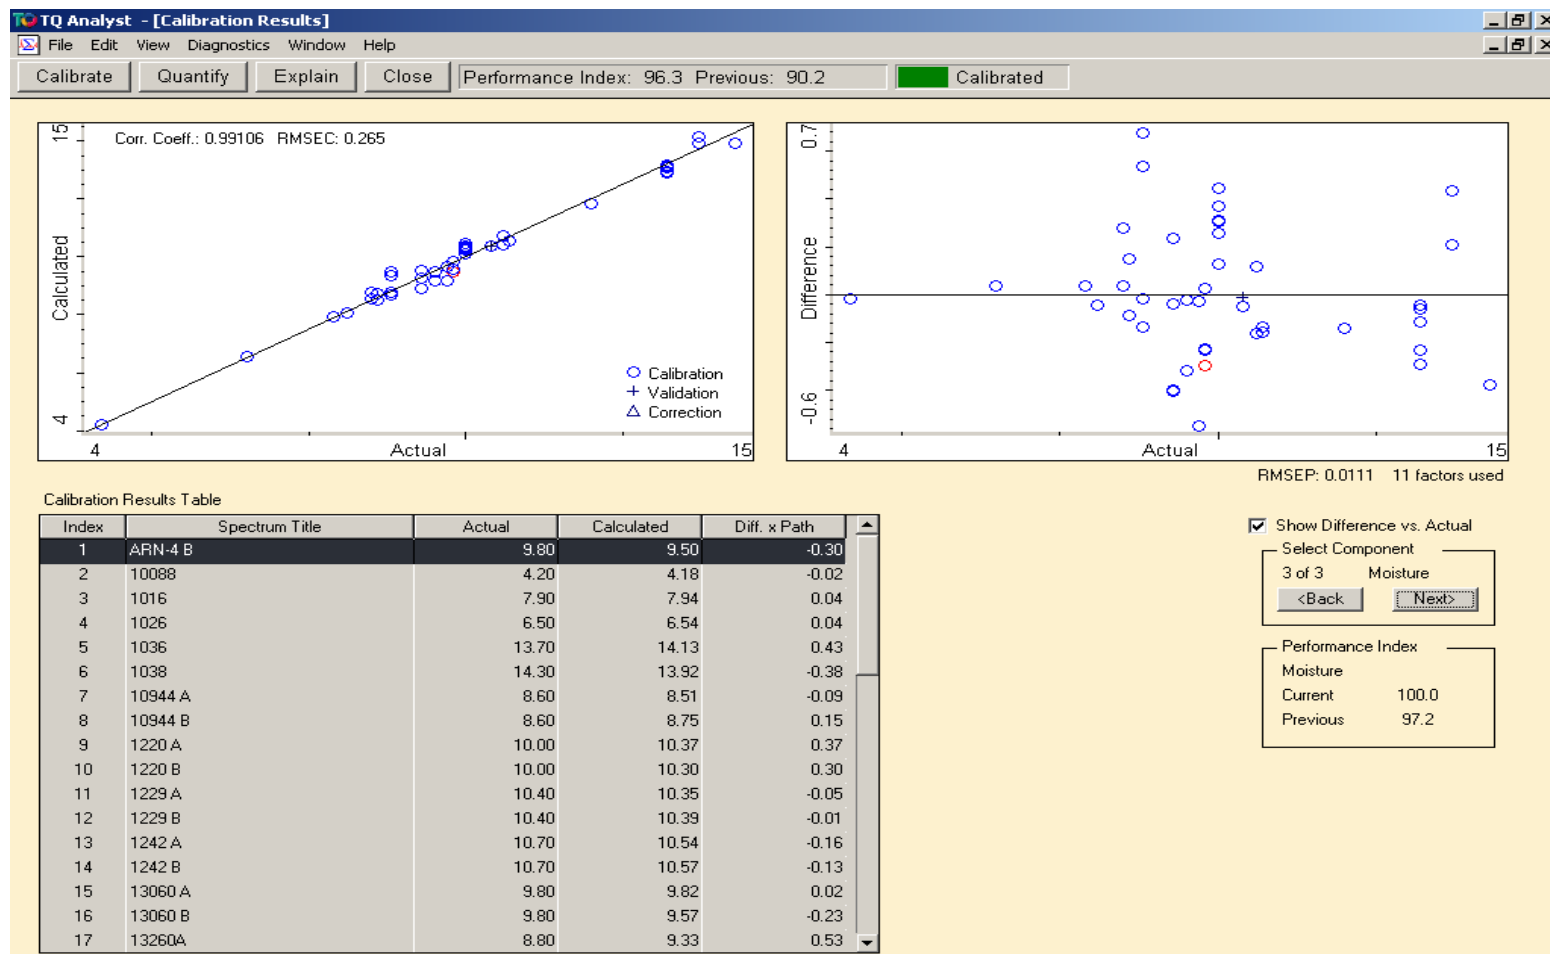 TQ Analyst - [Calibration Results]
File Edit View Diagnostics Window Help
Calibrate Quantify Explain Close Performance Index: 96.3 Previous: 90.2 Calibrated
Corr. Coeff.: 0.99106 RMSEC: 0.265
15
Calculated
4
Calibration
Validation
Correction
4 Actual 15
0.7
Difference
-0.6
4 Actual 15
RMSEP: 0.0111 11 factors used
Calibration Results Table
Index Spectrum Title Actual Calculated Diff. x Path
1 ARN-4 B 9.80 9.50 -0.30
2 10088 4.20 4.18 -0.02
3 1016 7.90 7.94 0.04
4 1026 6.50 6.54 0.04
5 1036 13.70 14.13 0.43
6 1038 14.30 13.92 -0.38
7 10944 A 8.60 8.51 -0.09
8 10944 B 8.60 8.75 0.15
9 1220 A 10.00 10.37 0.37
10 1220 B 10.00 10.30 0.30
11 1229 A 10.40 10.35 -0.05
12 1229 B 10.40 10.39 -0.01
13 1242 A 10.70 10.54 -0.16
14 1242 B 10.70 10.57 -0.13
15 13060 A 9.80 9.82 0.02
16 13060 B 9.80 9.57 -0.23
17 13260A 8.80 9.33 0.53
Show Difference vs. Actual
Select Component
3 of 3 Moisture
<Back Next>
Performance Index
Moisture
Current 100.0
Previous 97.2